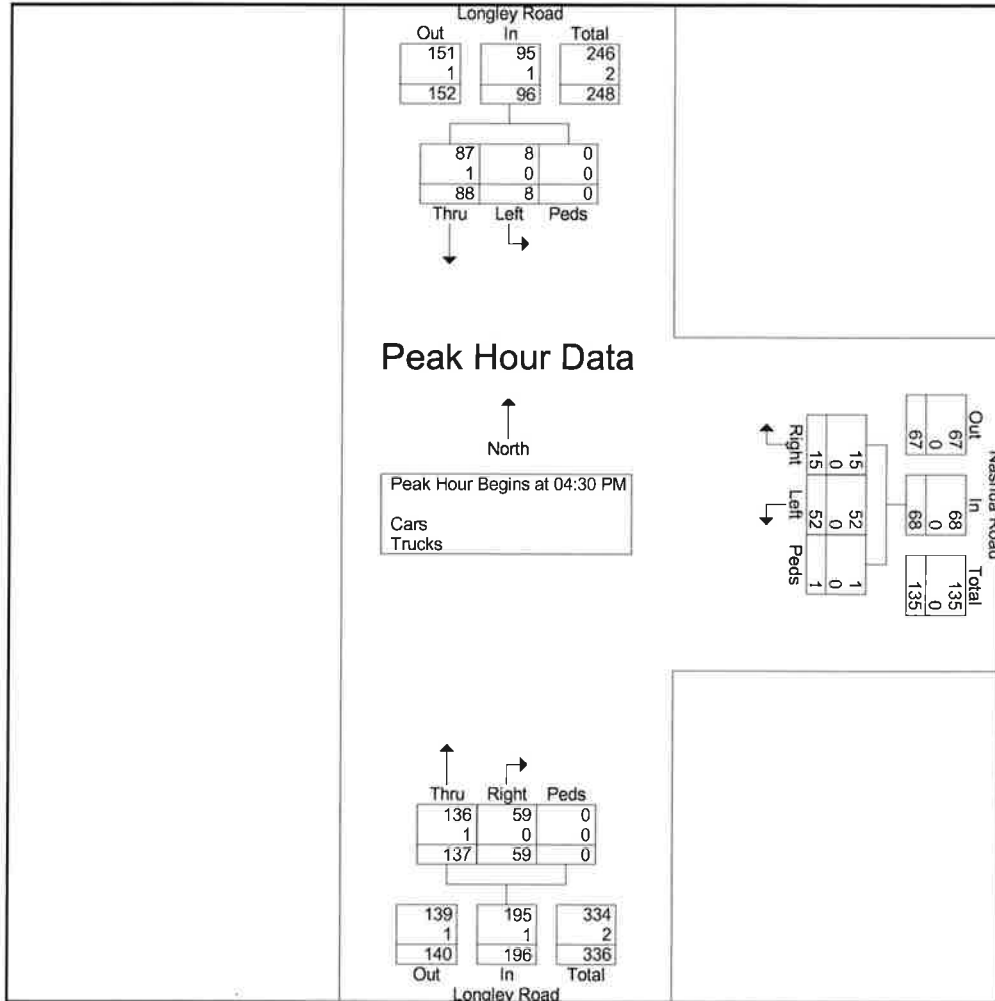 Longley Road
Out In Total
151 95 246
1 1 2
152 96 248
87 8 0
1 0 0
88 8 0
Thru Left Peds
Peak Hour Data
North
Peak Hour Begins at 04:30 PM
Cars
Trucks
Nashua Road
Out In Total
67 68 135
0 0 0
67 68 135
15 52 1
0 0 0
15 52 1
Right Left Peds
Thru Right Peds
136 59 0
1 0 0
137 59 0
139 195 334
1 1 2
140 196 336
Out In Total
Longley Road